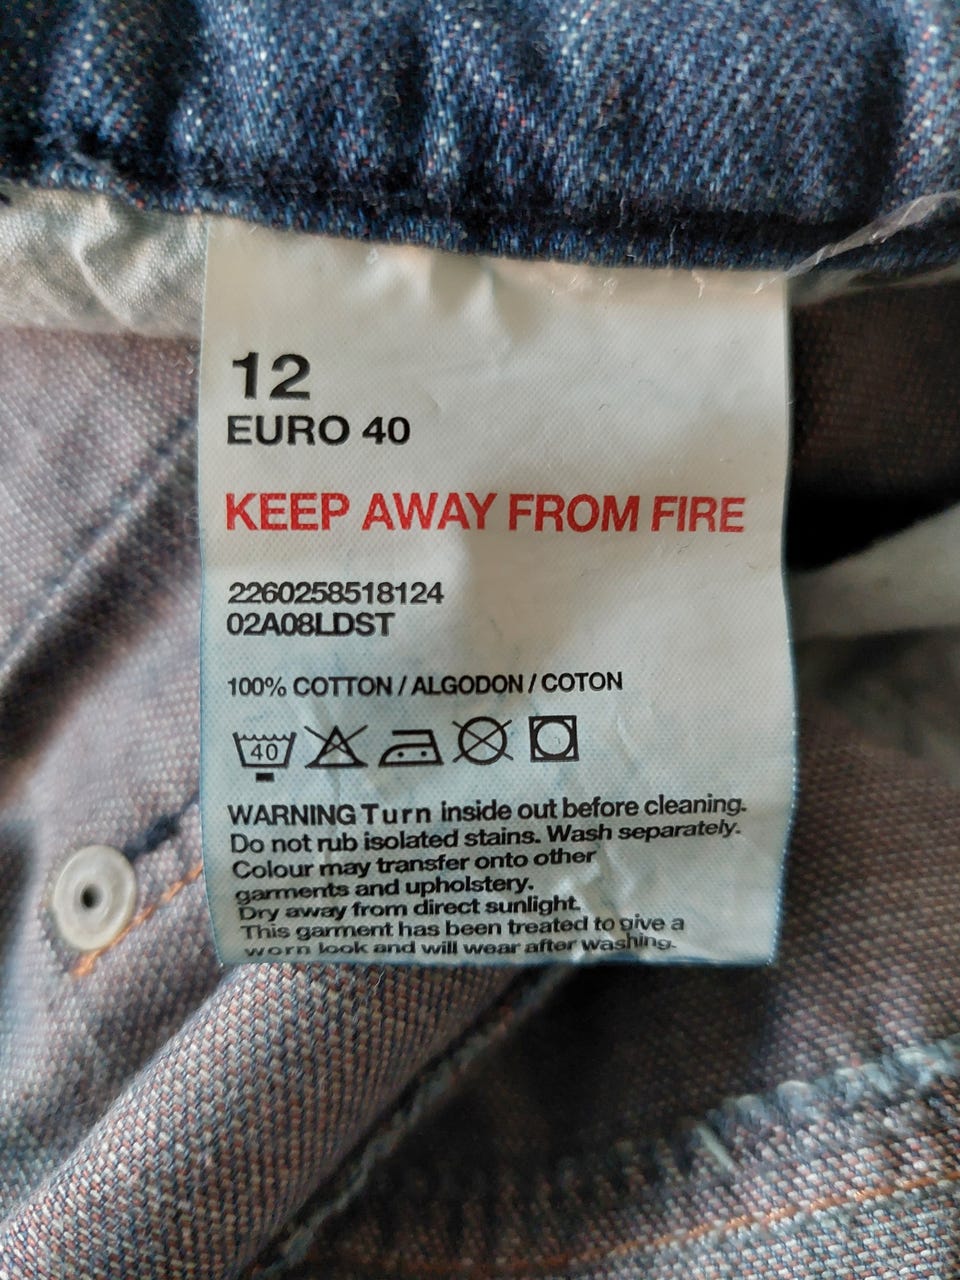 12
EURO 40
KEEP AWAY FROM FIRE
2260258518124
02A08LDST
100% COTTON / ALGODON / COTON
40
WARNING Turn inside out before cleaning.
Do not rub isolated stains. Wash separately.
Colour may transfer onto other
garments and upholstery.
Dry away from direct sunlight.
This garment has been treated to give a
worn look and will wear after washing.